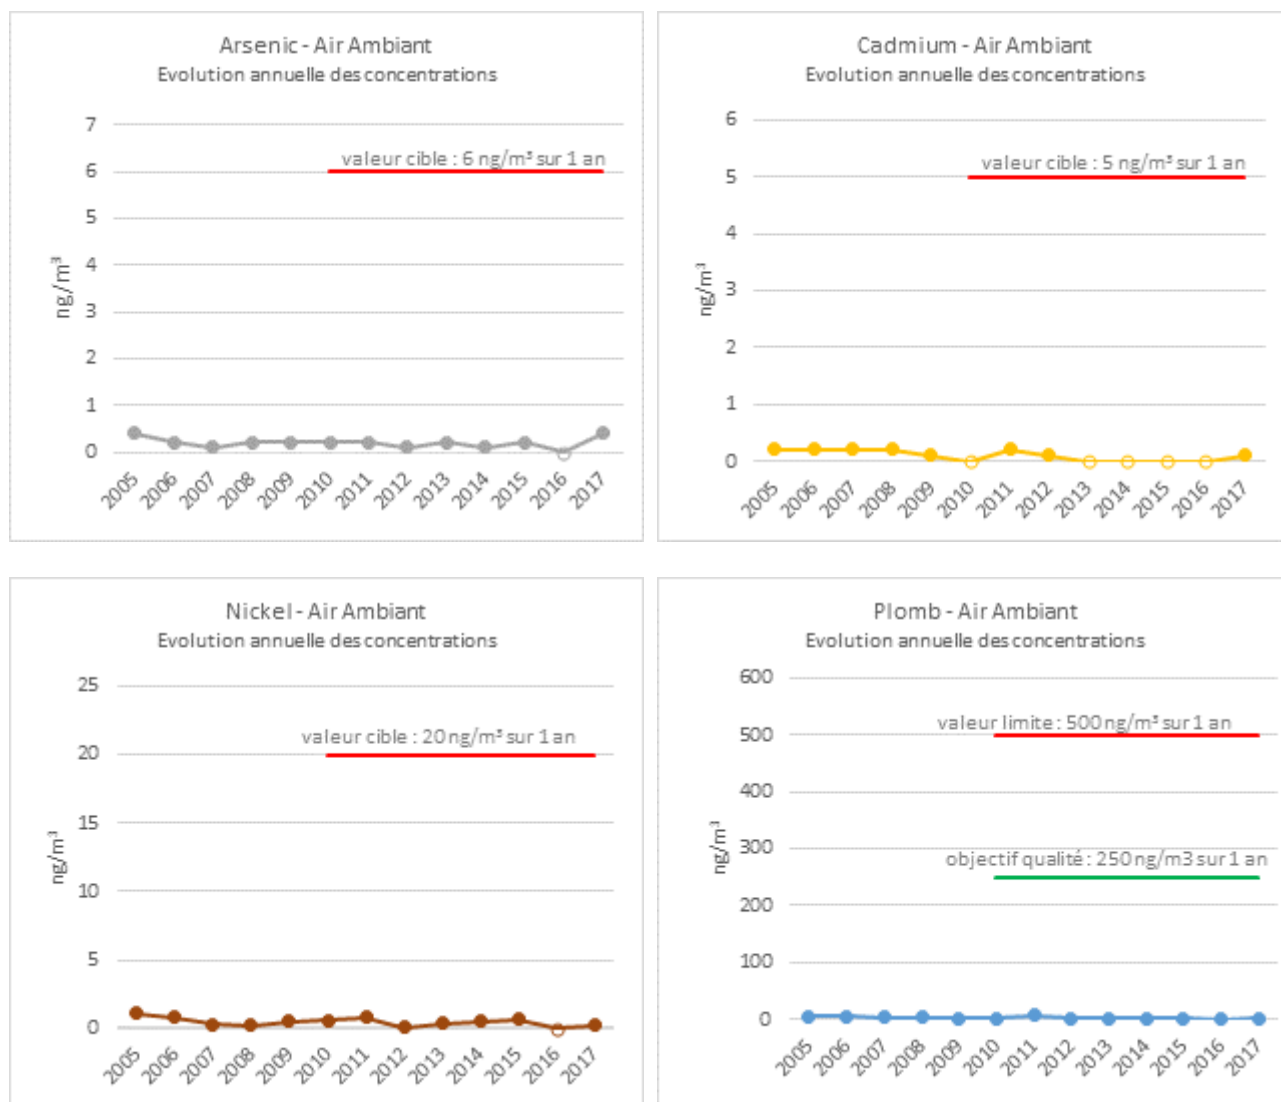 Arsenic - Air Ambiant
Evolution annuelle des concentrations
7
valeur cible : 6 ng/m³ sur 1 an
6
5
4
3
2
1
0
ng/m³
2005 2006 2007 2008 2009 2010 2011 2012 2013 2014 2015 2016 2017
Cadmium - Air Ambiant
Evolution annuelle des concentrations
6
valeur cible : 5 ng/m³ sur 1 an
5
4
3
2
1
0
ng/m³
2005 2006 2007 2008 2009 2010 2011 2012 2013 2014 2015 2016 2017
Nickel - Air Ambiant
Evolution annuelle des concentrations
25
valeur cible : 20 ng/m³ sur 1 an
20
15
10
5
0
ng/m³
2005 2006 2007 2008 2009 2010 2011 2012 2013 2014 2015 2016 2017
Plomb - Air Ambiant
Evolution annuelle des concentrations
600
valeur limite : 500 ng/m³ sur 1 an
500
400
300
objectif qualité : 250 ng/m3 sur 1 an
200
100
0
ng/m³
2005 2006 2007 2008 2009 2010 2011 2012 2013 2014 2015 2016 2017